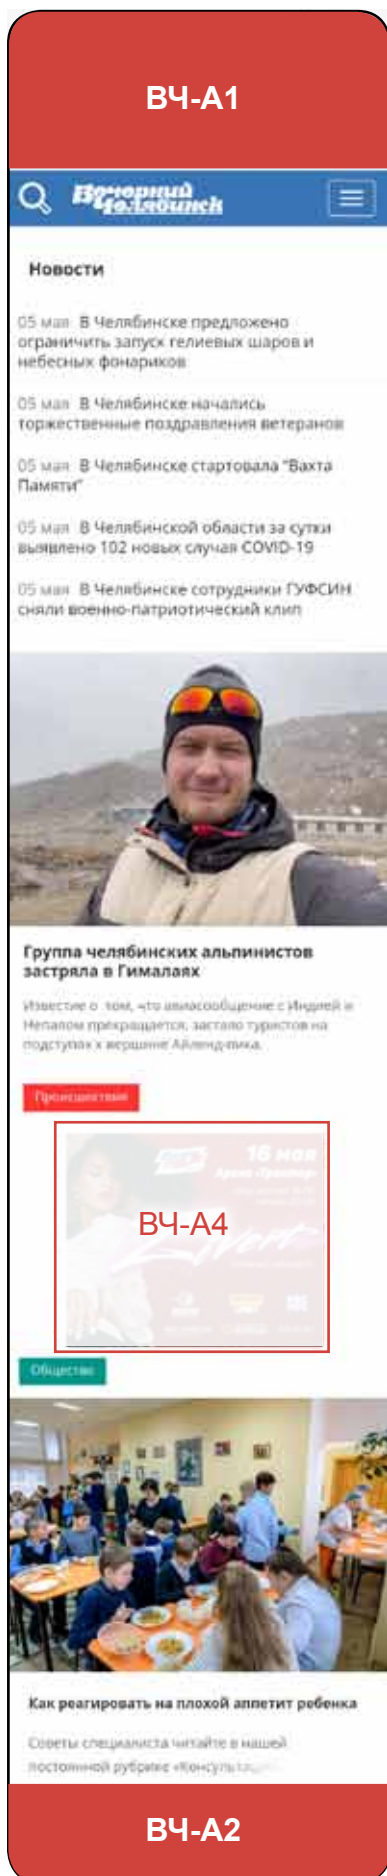 ВЧ-А1
Вечерний
Челябинск
Новости
05 мая В Челябинске предложено
ограничить запуск гелиевых шаров и
небесных фонариков
05 мая В Челябинске начались
торжественные поздравления ветеранов
05 мая В Челябинске стартовала "Вахта
Памяти"
05 мая В Челябинской области за сутки
выявлено 102 новых случая COVID-19
05 мая В Челябинске сотрудники ГУФСИН
сняли военно-патриотический клип
Группа челябинских альпинистов
застряла в Гималаях
Известие о том, что авиасообщение с Индией и
Непалом прекращается, застало туристов на
подступах к вершине Айленд-пика.
Происшествия
16 мая
Арена «Трактор»
ВЧ-А4
Общество
Как реагировать на плохой аппетит ребенка
Советы специалиста читайте в нашей
постоянной рубрике
ВЧ-А2